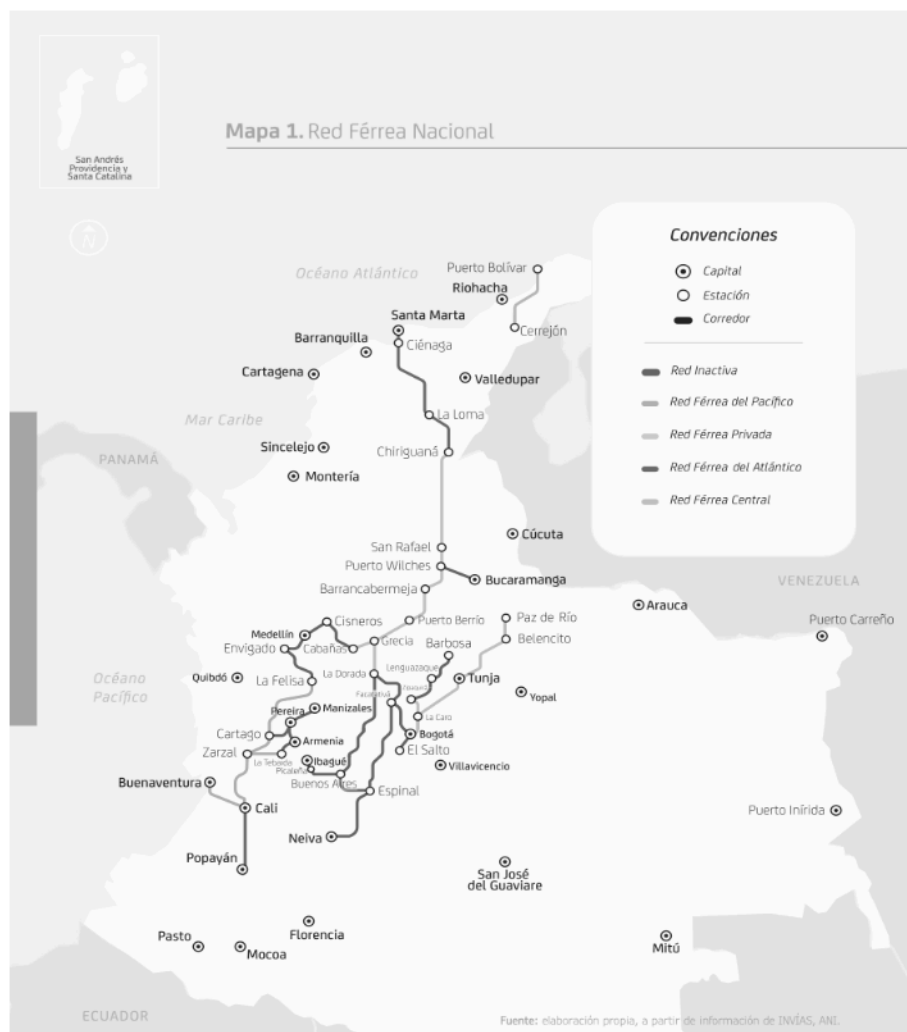 San Andrés
Providencia y
Santa Catalina
Mapa 1. Red Férrea Nacional
N
Convenciones
Capital
Estación
Corredor
Red Inactiva
Red Férrea del Pacífico
Red Férrea Privada
Red Férrea del Atlántico
Red Férrea Central
Océano Atlántico
Puerto Bolívar
Riohacha
Santa Marta
Cerrejón
Barranquilla
Ciénaga
Cartagena
Valledupar
La Loma
Mar Caribe
Sincelejo
Chiriguaná
PANAMÁ
Montería
Cúcuta
San Rafael
Puerto Wilches
Bucaramanga
VENEZUELA
Barrancabermeja
Arauca
Puerto Carreño
Cisneros
Puerto Berrío
Paz de Río
Medellín
Grecia
Barbosa
Belencito
Envigado
Cabañas
Lenguazaque
Océano
Pacífico
Quibdó
La Felisa
La Dorada
Tunja
Facatativá
Yopal
Manizales
Pereira
La Caro
Cartago
Armenia
Bogotá
Zarzal
La Tebaida
Ibagué
El Salto
Picaleña
Villavicencio
Buenaventura
Buenos Aires
Espinal
Cali
Puerto Inírida
Neiva
Popayán
San José
del Guaviare
Florencia
Pasto
Mocoa
Mitú
ECUADOR
Fuente: elaboración propia, a partir de información de INVÍAS, ANI.